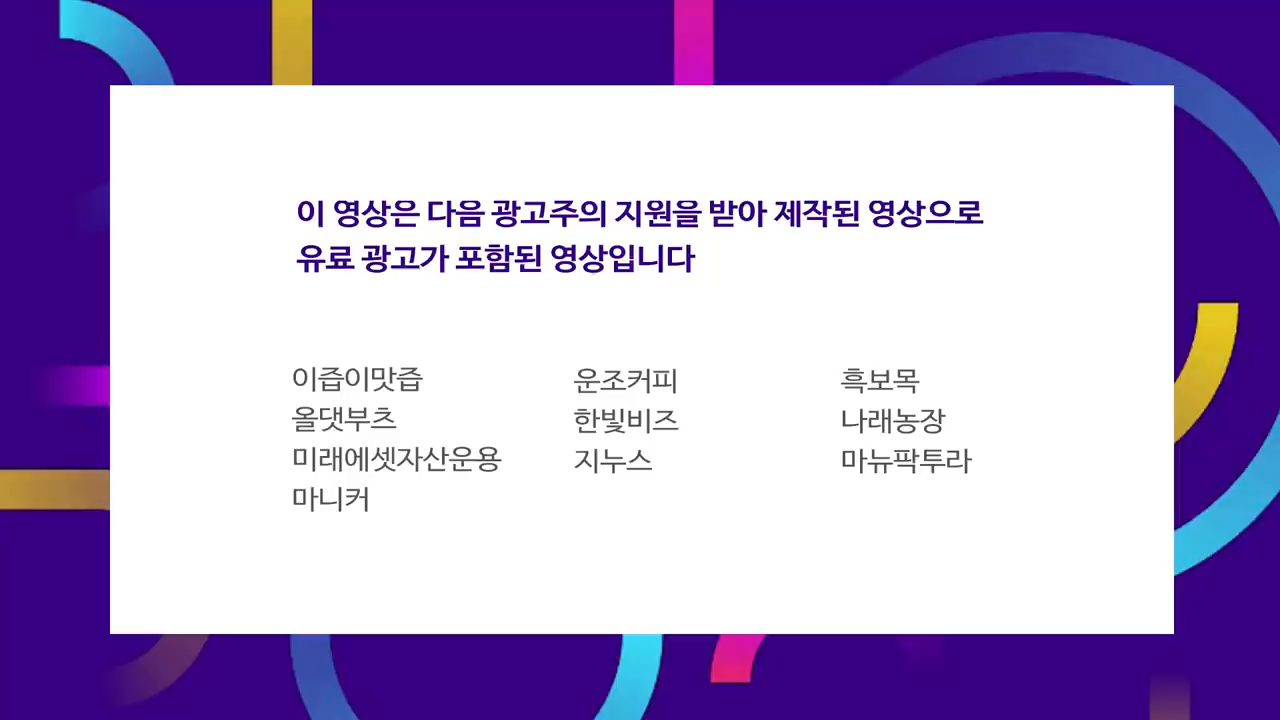 이 영상은 다음 광고주의 지원을 받아 제작된 영상으로
유료 광고가 포함된 영상입니다
이즙이맛즙
올댓부츠
미래에셋자산운용
마니커
운조커피
한빛비즈
지누스
흑보목
나래농장
마뉴팍투라